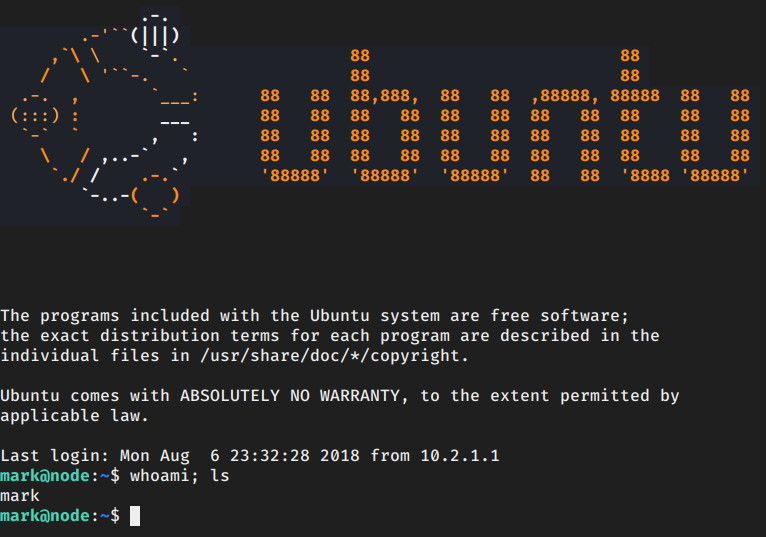 .-.
        .-'``(|||)
     ,`\ \    `-`.                 88                         88
    /   \ '``-.   `                88                         88
  .-.  ,       `___:      88   88  88,888,  88   88  ,88888, 88888  88   88
 (:::) :        ___       88   88  88   88  88   88  88   88  88    88   88
  `-`  `       ,   :      88   88  88   88  88   88  88   88  88    88   88
    \   / ,..-`   ,       88   88  88   88  88   88  88   88  88    88   88
     `./ /    .-.`        '88888'  '88888'  '88888'  88   88  '8888 '88888'
        `-..-(   )
              `-`
The programs included with the Ubuntu system are free software;
the exact distribution terms for each program are described in the
individual files in /usr/share/doc/*/copyright.
Ubuntu comes with ABSOLUTELY NO WARRANTY, to the extent permitted by
applicable law.
Last login: Mon Aug  6 23:32:28 2018 from 10.2.1.1
mark@node:~$ whoami; ls
mark
mark@node:~$